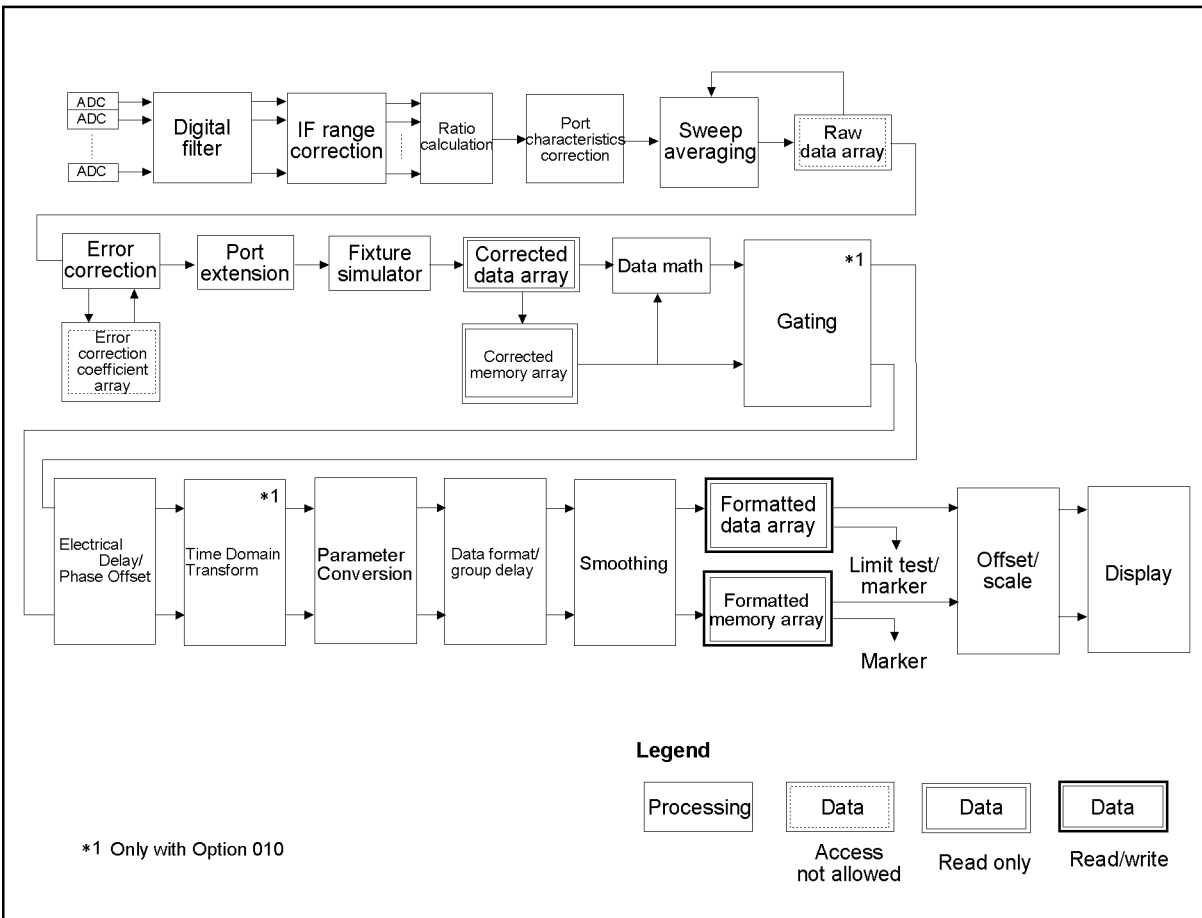 ADC
ADC
ADC
Digital
filter
IF range
correction
Ratio
calculation
Port
characteristics
correction
Sweep
averaging
Raw
data array
Error
correction
Port
extension
Fixture
simulator
Corrected
data array
Data math
*1
Gating
Error
correction
coefficient
array
Corrected
memory array
Electrical
Delay/
Phase Offset
*1
Time Domain
Transform
Parameter
Conversion
Data format/
group delay
Smoothing
Formatted
data array
Limit test/
marker
Formatted
memory array
Marker
Offset/
scale
Display
Legend
Processing
Data
Access
not allowed
Data
Read only
Data
Read/write
*1 Only with Option 010